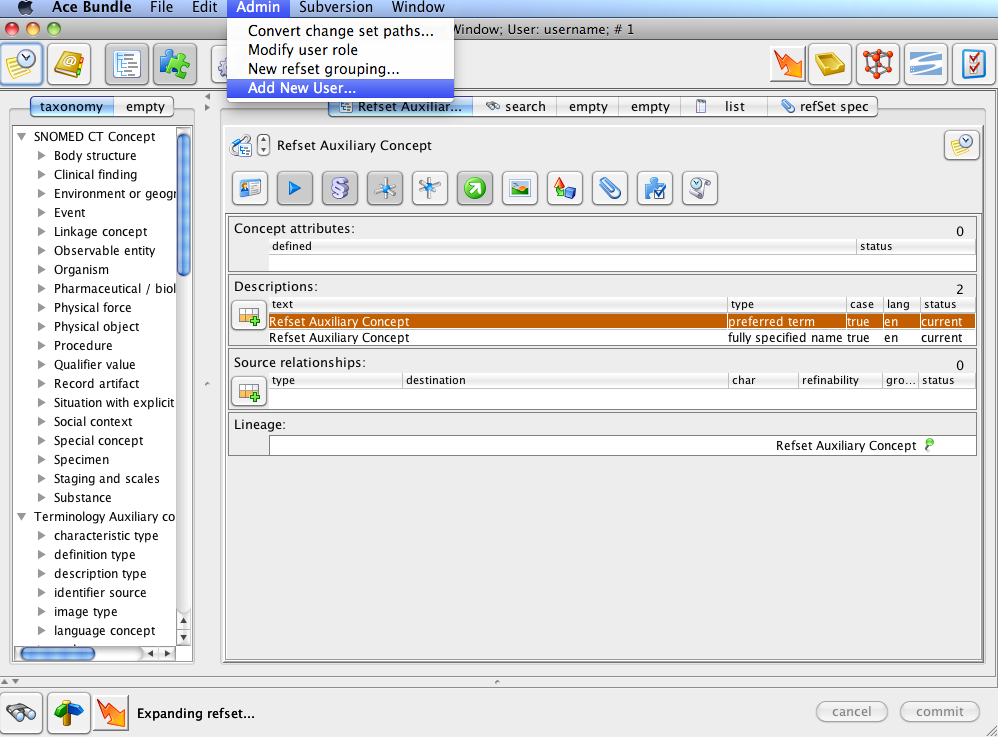 Ace Bundle File Edit Admin Subversion Window
Window; User: username; # 1
Convert change set paths...
Modify user role
New refset grouping...
Add New User...
taxonomy empty
Refset Auxiliar... search empty empty list refSet spec
SNOMED CT Concept
Body structure
Clinical finding
Environment or geogr
Event
Linkage concept
Observable entity
Organism
Pharmaceutical / biol
Physical force
Physical object
Procedure
Qualifier value
Record artifact
Situation with explicit
Social context
Special concept
Specimen
Staging and scales
Substance
Terminology Auxiliary co
characteristic type
definition type
description type
identifier source
image type
language concept
Refset Auxiliary Concept
Concept attributes: 0
defined status
Descriptions: 2
text type case lang status
Refset Auxiliary Concept preferred term true en current
Refset Auxiliary Concept fully specified name true en current
Source relationships: 0
type destination char refinability gro... status
Lineage:
Refset Auxiliary Concept
Expanding refset...
cancel commit